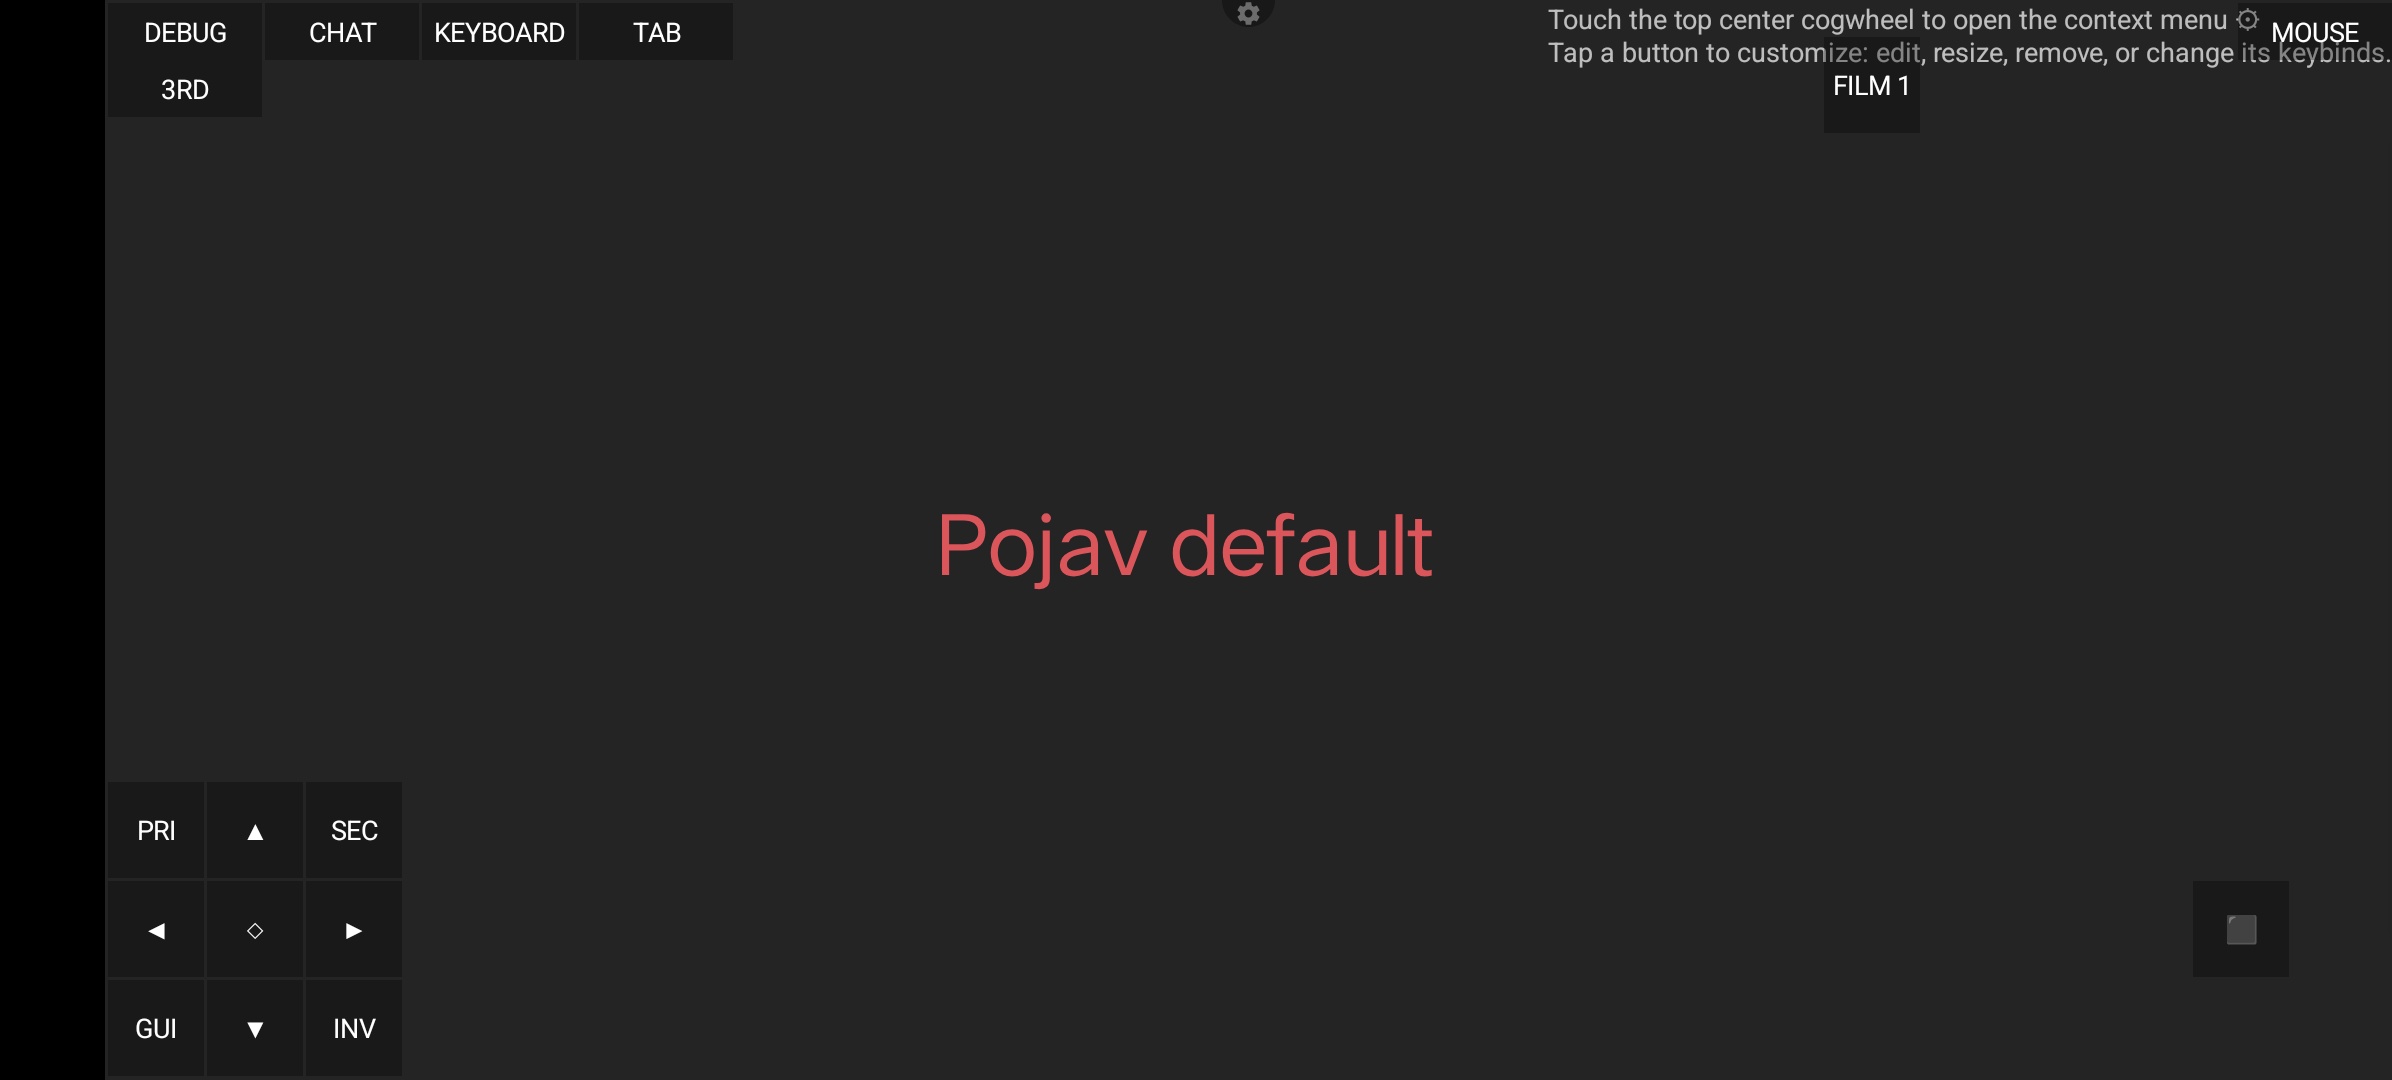 DEBUG
CHAT
KEYBOARD
TAB
3RD
Touch the top center cogwheel to open the context menu
Tap a button to customize: edit, resize, remove, or change its keybinds.
MOUSE
FILM 1
Pojav default
PRI
▲
SEC
◀
◇
▶
GUI
▼
INV